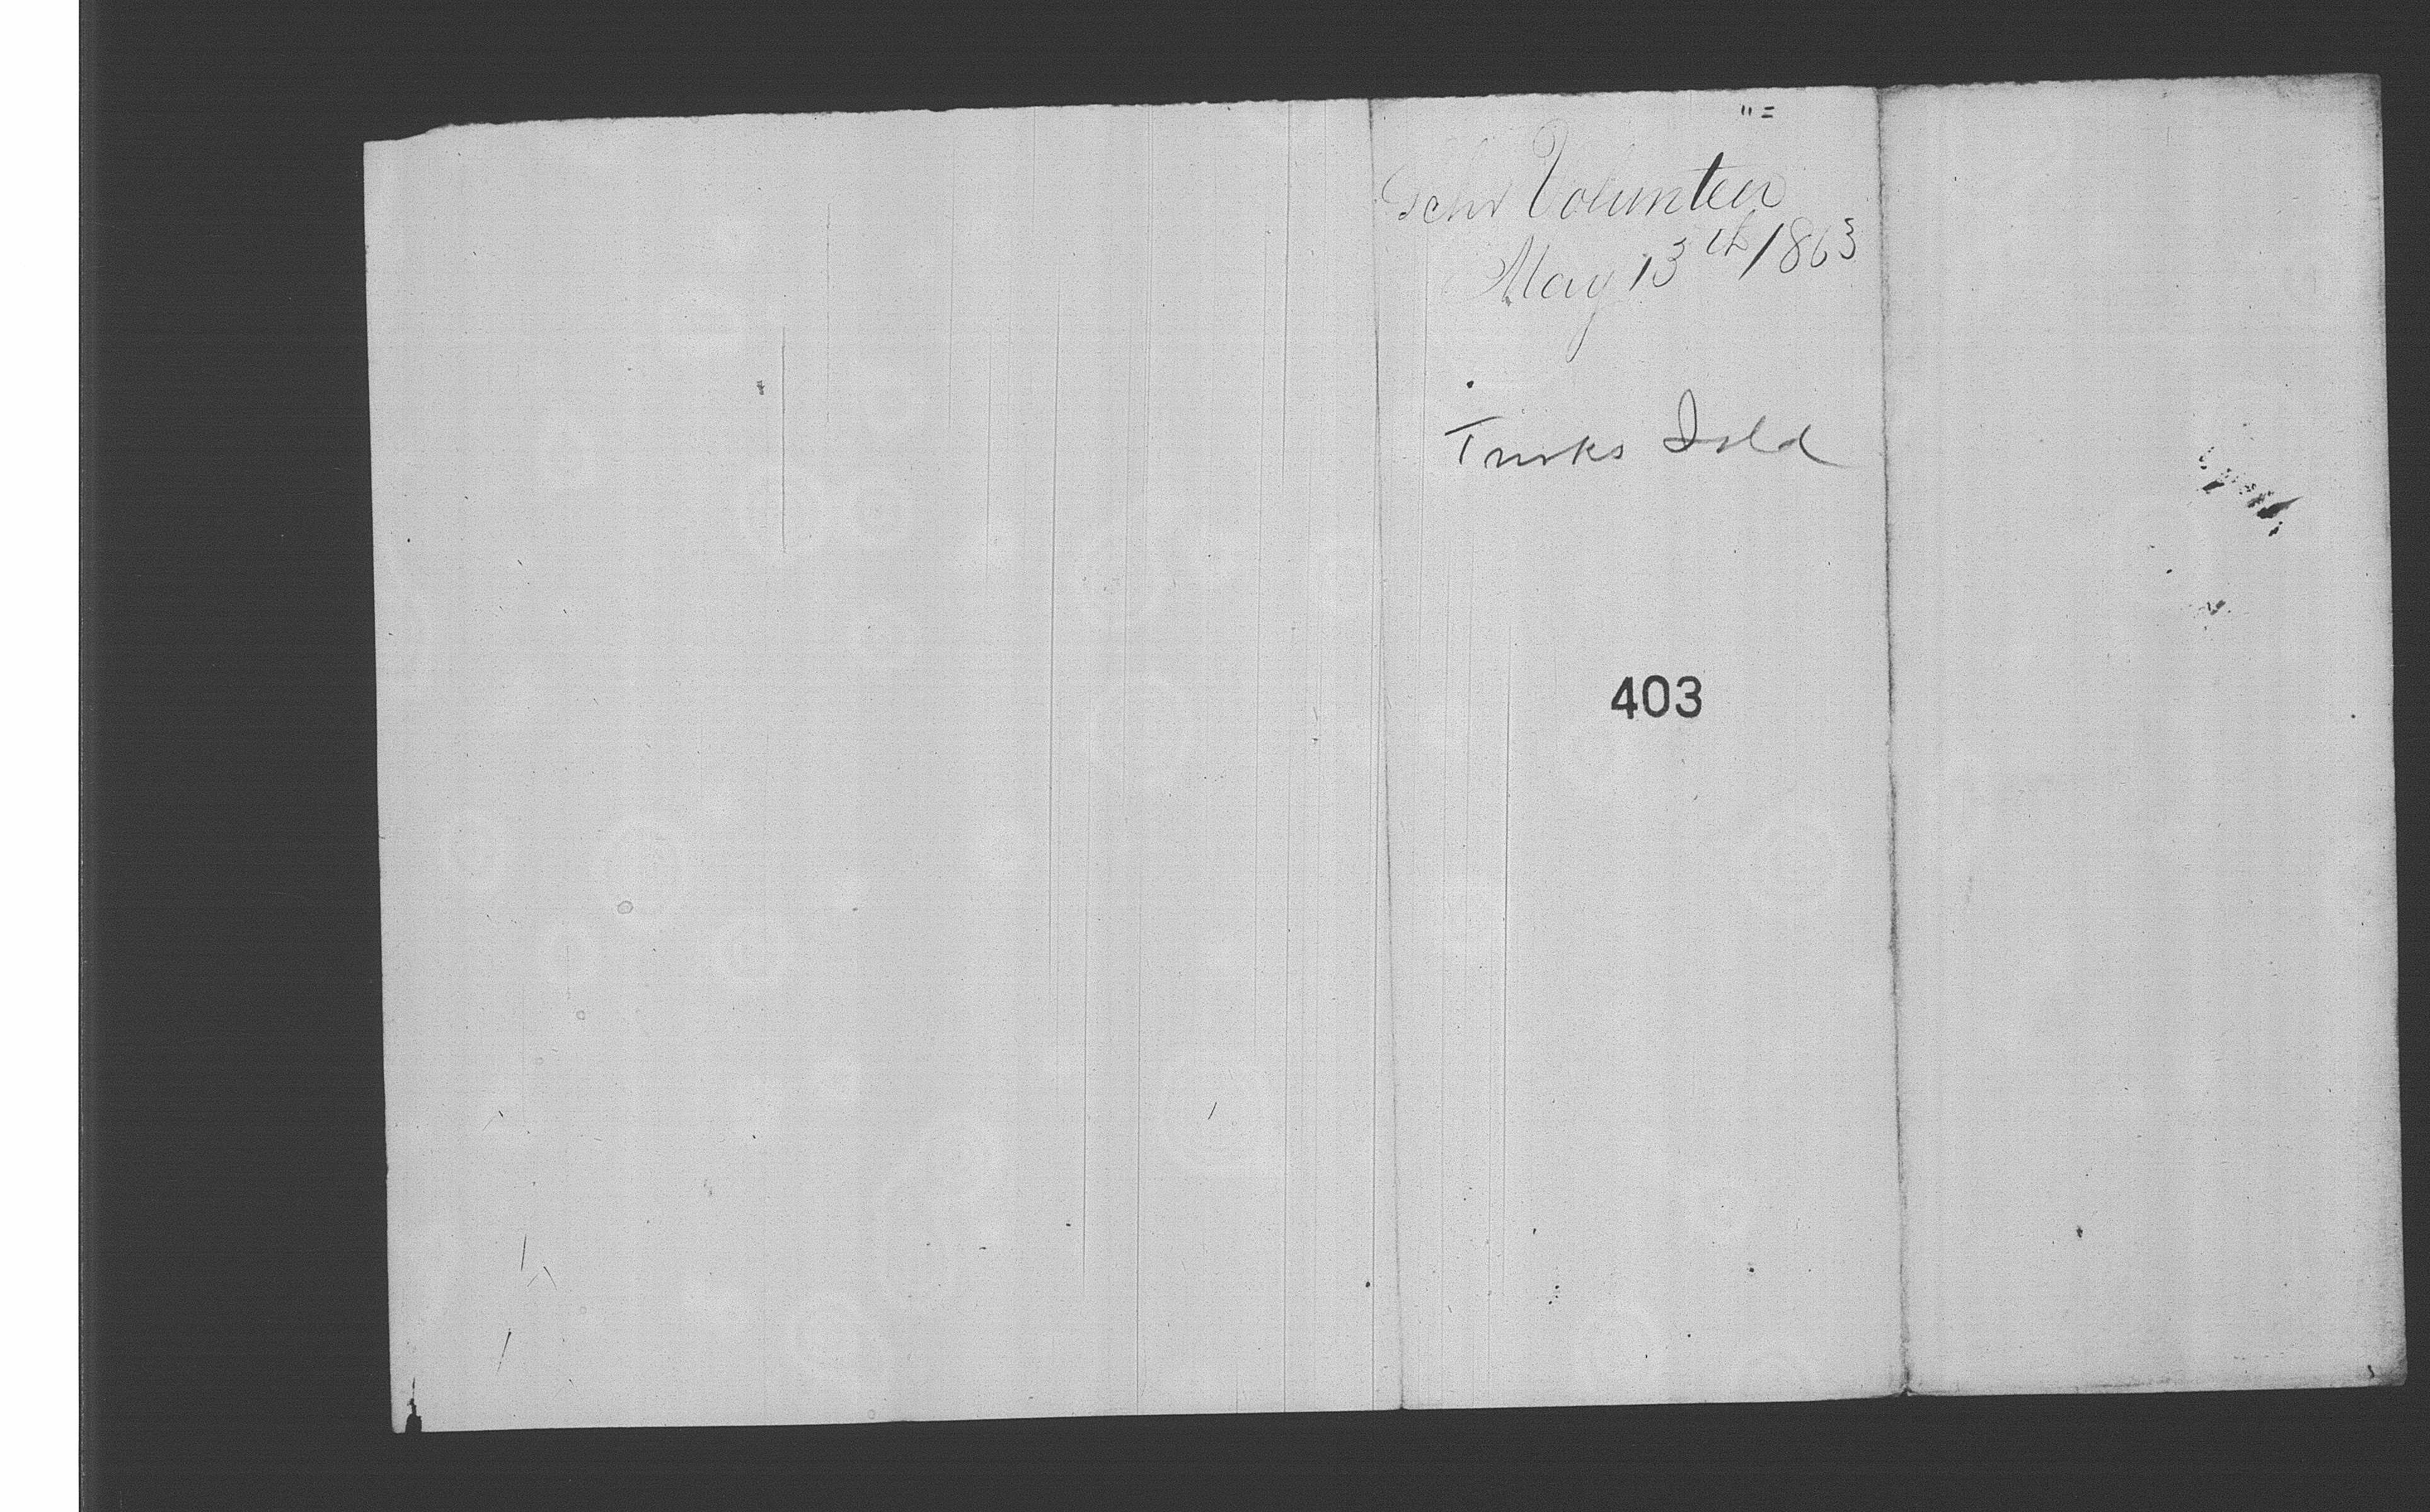 Schr Volunteer
May 13th 1863
Turks Isld
403